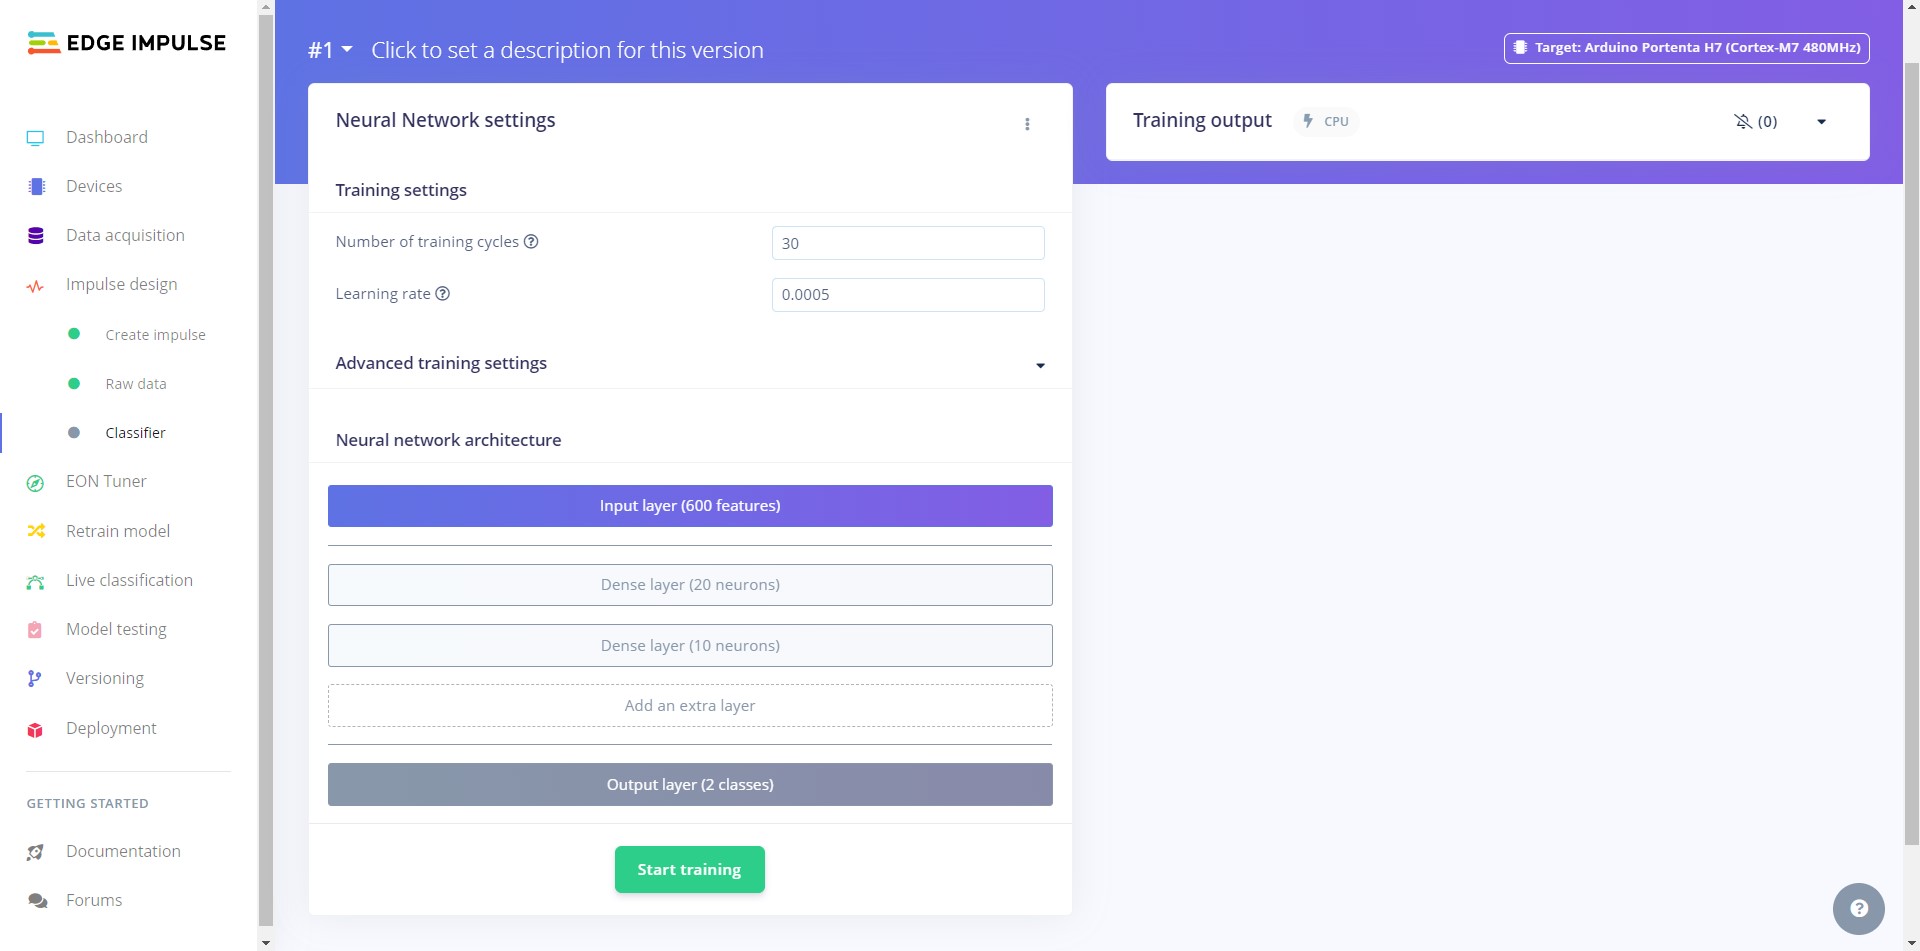 EDGE IMPULSE
Dashboard
Devices
Data acquisition
Impulse design
Create impulse
Raw data
Classifier
EON Tuner
Retrain model
Live classification
Model testing
Versioning
Deployment
GETTING STARTED
Documentation
Forums
#1 Click to set a description for this version
Target: Arduino Portenta H7 (Cortex-M7 480MHz)
Neural Network settings
Training settings
Number of training cycles ?
30
Learning rate ?
0.0005
Advanced training settings
Neural network architecture
Input layer (600 features)
Dense layer (20 neurons)
Dense layer (10 neurons)
Add an extra layer
Output layer (2 classes)
Start training
Training output CPU (0)
?